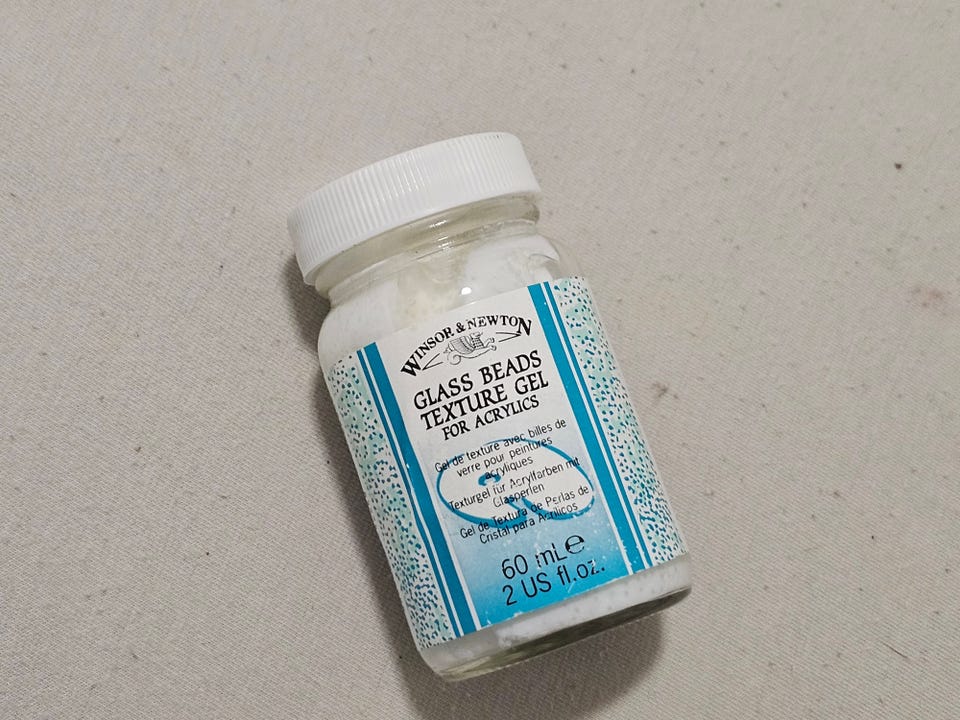 WINSOR & NEWTON
GLASS BEADS
TEXTURE GEL
FOR ACRYLICS
Gel de texture avec billes de
verre pour peintures
acryliques
Texturgel für Acrylfarben mit
Glasperlen
Gel de Textura de Perlas de
Cristal para Acrílicos
60 mL℮
2 US fl.oz.